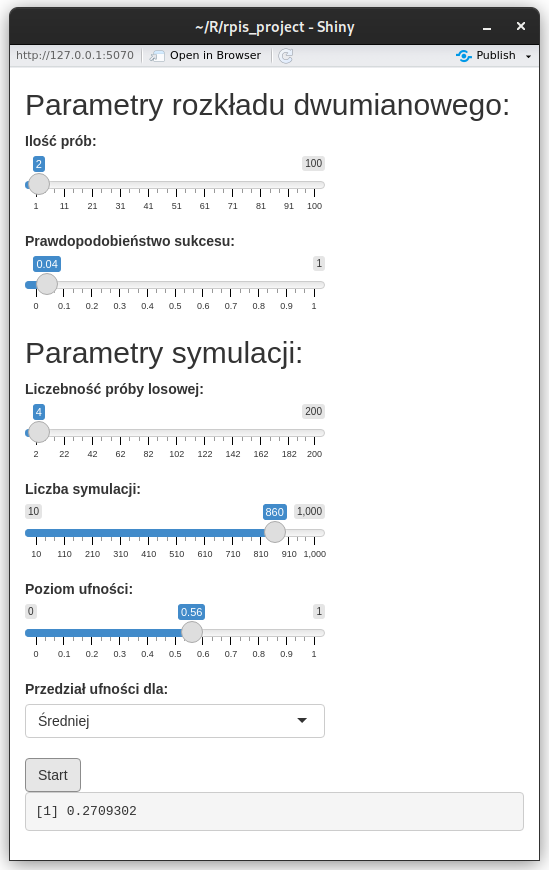 ~/R/rpis_project - Shiny
http://127.0.0.1:5070 Open in Browser Publish
Parametry rozkładu dwumianowego:
Ilość prób:
2 100
1 11 21 31 41 51 61 71 81 91 100
Prawdopodobieństwo sukcesu:
0.04 1
0 0.1 0.2 0.3 0.4 0.5 0.6 0.7 0.8 0.9 1
Parametry symulacji:
Liczebność próby losowej:
4 200
2 22 42 62 82 102 122 142 162 182 200
Liczba symulacji:
10 860 1,000
10 110 210 310 410 510 610 710 810 910 1,000
Poziom ufności:
0 0.56 1
0 0.1 0.2 0.3 0.4 0.5 0.6 0.7 0.8 0.9 1
Przedział ufności dla:
Średniej
Start
[1] 0.2709302